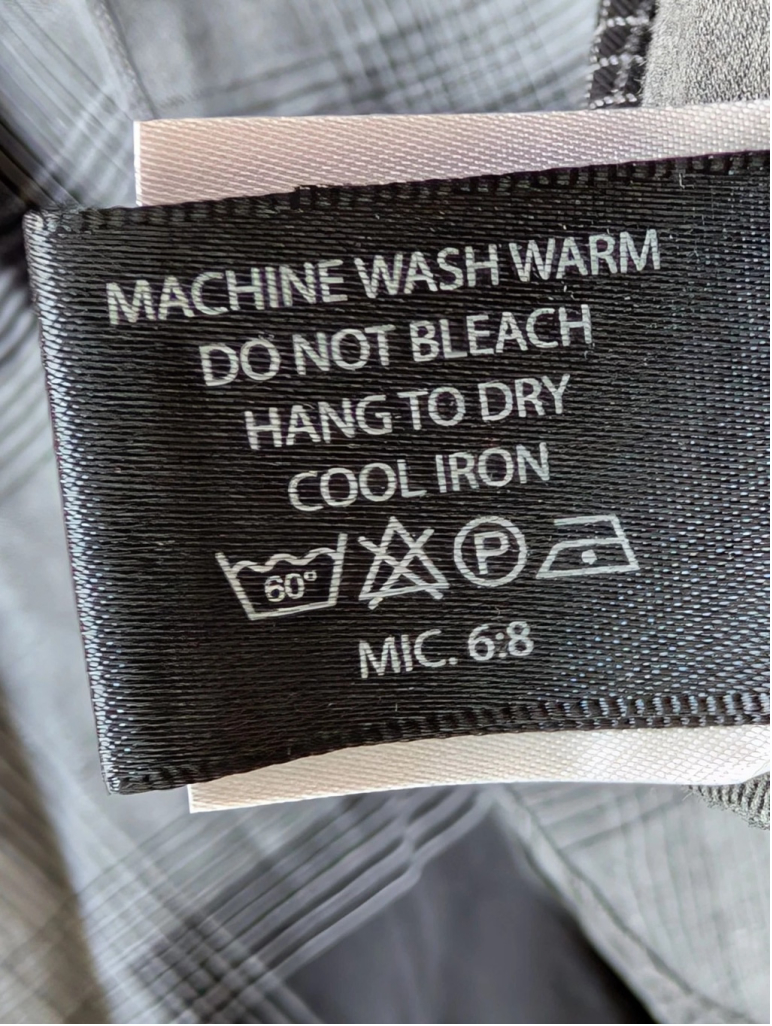 MACHINE WASH WARM
DO NOT BLEACH
HANG TO DRY
COOL IRON
60° P
MIC. 6:8